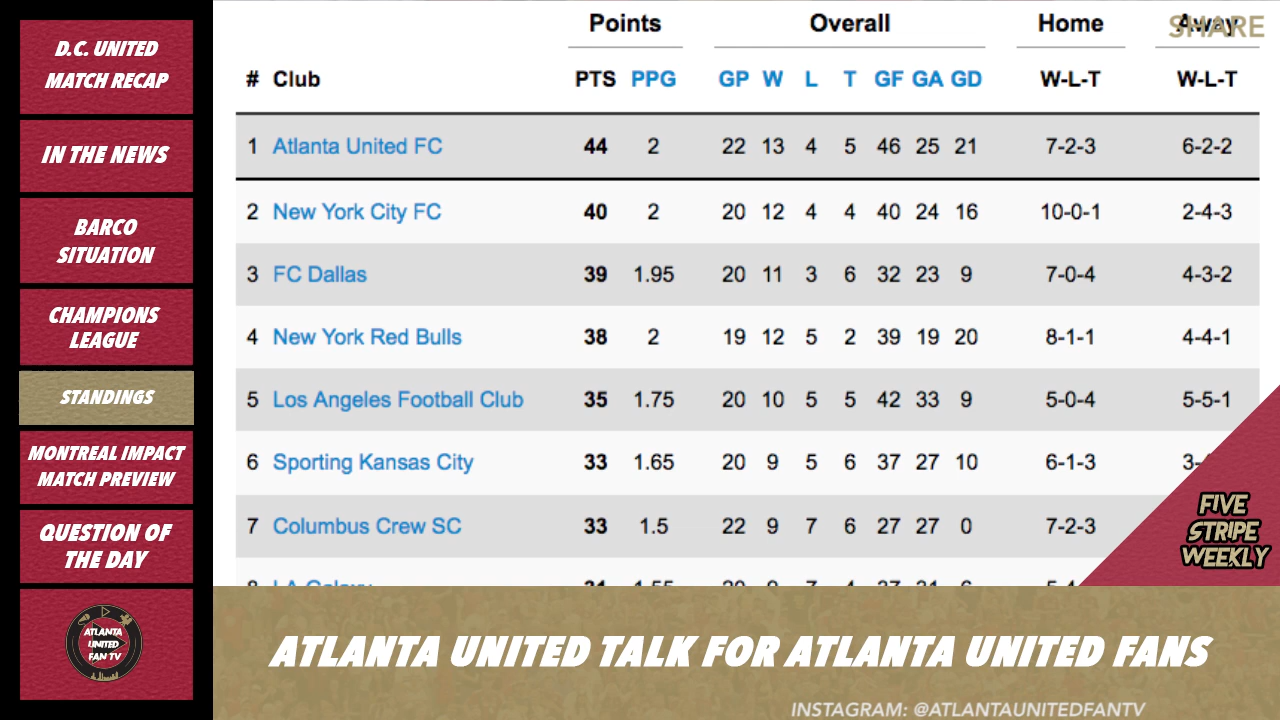 D.C. UNITED
MATCH RECAP
IN THE NEWS
BARCO
SITUATION
CHAMPIONS
LEAGUE
STANDINGS
MONTREAL IMPACT
MATCH PREVIEW
QUESTION OF
THE DAY
ATLANTA
UNITED
FAN TV
Points Overall Home Away
SHARE
# Club PTS PPG GP W L T GF GA GD W-L-T W-L-T
1 Atlanta United FC 44 2 22 13 4 5 46 25 21 7-2-3 6-2-2
2 New York City FC 40 2 20 12 4 4 40 24 16 10-0-1 2-4-3
3 FC Dallas 39 1.95 20 11 3 6 32 23 9 7-0-4 4-3-2
4 New York Red Bulls 38 2 19 12 5 2 39 19 20 8-1-1 4-4-1
5 Los Angeles Football Club 35 1.75 20 10 5 5 42 33 9 5-0-4 5-5-1
6 Sporting Kansas City 33 1.65 20 9 5 6 37 27 10 6-1-3
7 Columbus Crew SC 33 1.5 22 9 7 6 27 27 0 7-2-3
FIVE
STRIPE
WEEKLY
ATLANTA UNITED TALK FOR ATLANTA UNITED FANS
INSTAGRAM: @ATLANTAUNITEDFANTV